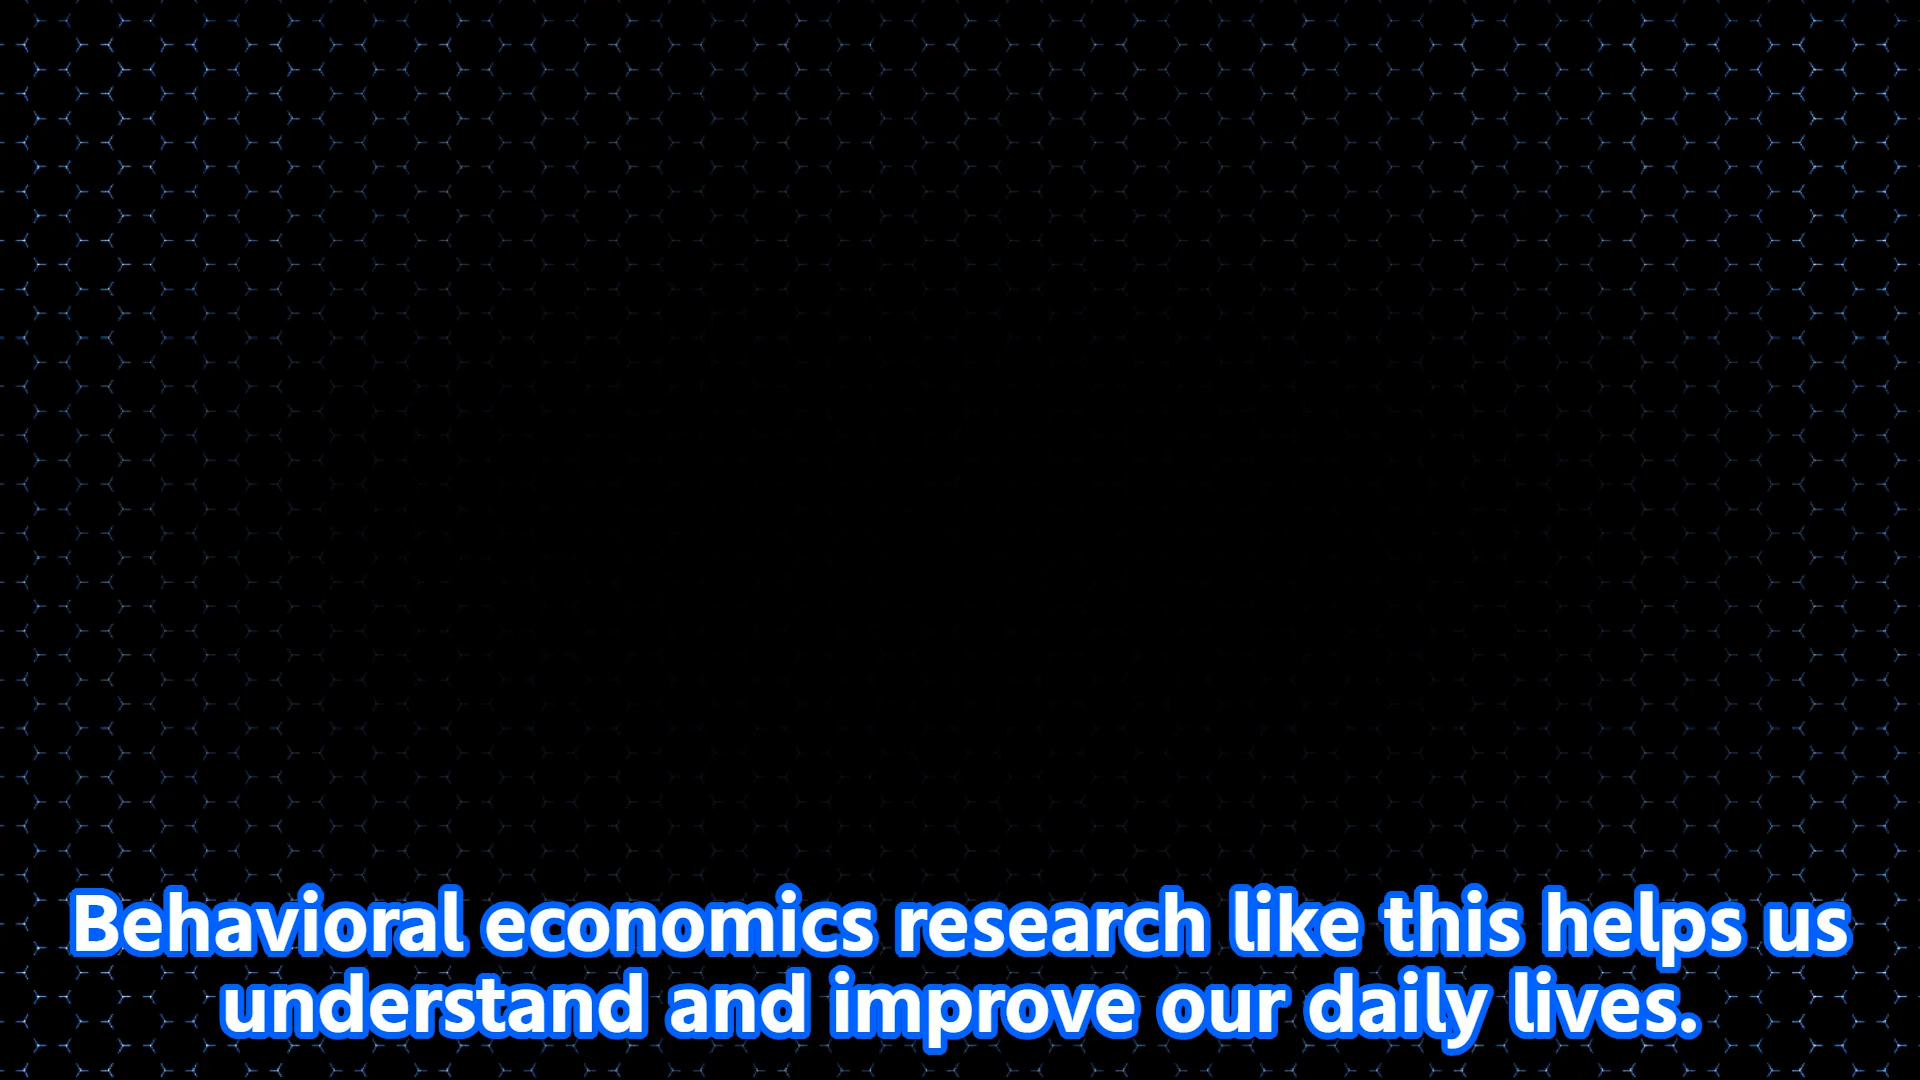 Behavioral economics research like this helps us
understand and improve our daily lives.